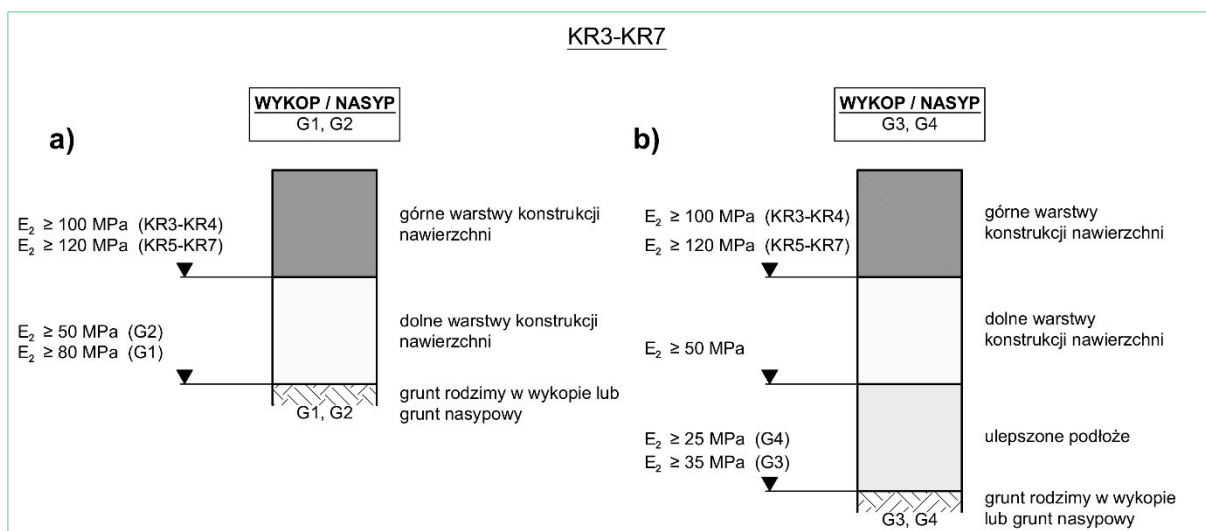 KR3-KR7
WYKOP / NASYP
G1, G2
a)
E₂ ≥ 100 MPa (KR3-KR4)
E₂ ≥ 120 MPa (KR5-KR7)
górne warstwy konstrukcji
nawierzchni
E₂ ≥ 50 MPa (G2)
E₂ ≥ 80 MPa (G1)
dolne warstwy konstrukcji
nawierzchni
grunt rodzimy w wykopie lub
grunt nasypowy
G1, G2
WYKOP / NASYP
G3, G4
b)
E₂ ≥ 100 MPa (KR3-KR4)
E₂ ≥ 120 MPa (KR5-KR7)
górne warstwy
konstrukcji nawierzchni
E₂ ≥ 50 MPa
dolne warstwy
konstrukcji nawierzchni
E₂ ≥ 25 MPa (G4)
E₂ ≥ 35 MPa (G3)
ulepszone podłoże
grunt rodzimy w wykopie
lub grunt nasypowy
G3, G4